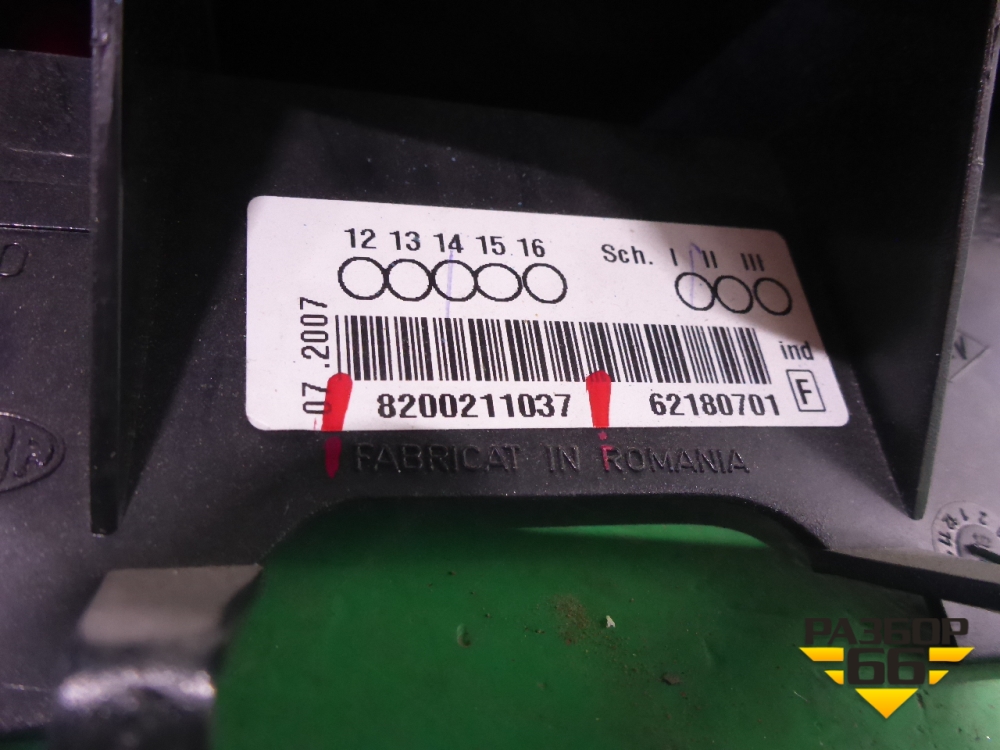 12 13 14 15 16
Sch. I II III
07.2007
ind
F
8200211037 62180701
FABRICAT IN ROMANIA
РАЗБОР
66